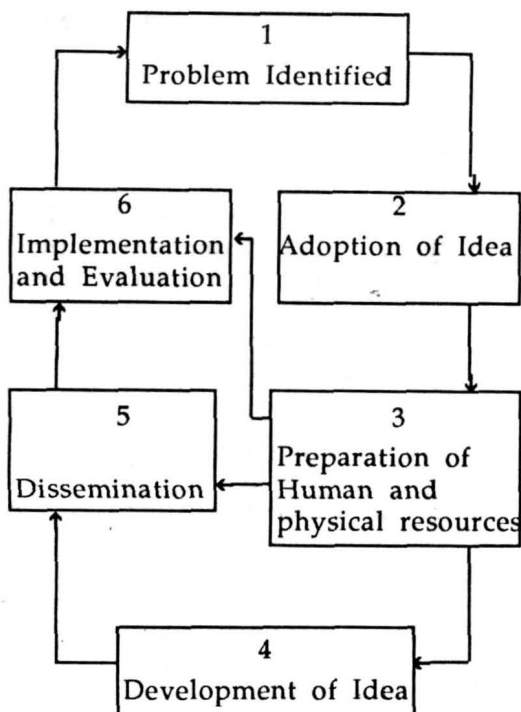 1
Problem Identified
2
Adoption of Idea
3
Preparation of
Human and
physical resources
4
Development of Idea
5
Dissemination
6
Implementation
and Evaluation